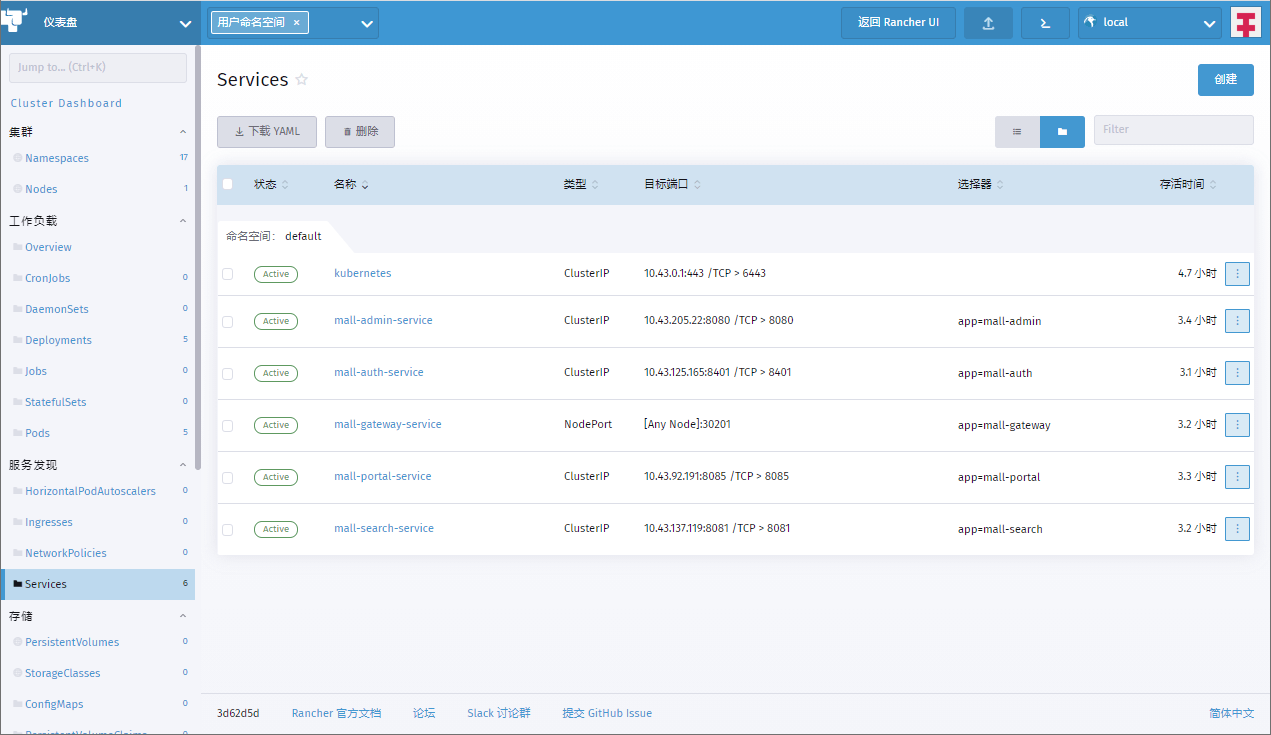 仪表盘
用户命名空间 ×
返回 Rancher UI
local
Jump to... (Ctrl+K)
Cluster Dashboard
集群
Namespaces 17
Nodes 1
工作负载
Overview
CronJobs 0
DaemonSets 0
Deployments 5
Jobs 0
StatefulSets 0
Pods 5
服务发现
HorizontalPodAutoscalers 0
Ingresses 0
NetworkPolicies 0
Services 6
存储
PersistentVolumes 0
StorageClasses 0
ConfigMaps 0
PersistentVolumeClaims 0
Services
创建
下载 YAML
删除
Filter
状态 名称 类型 目标端口 选择器 存活时间
命名空间: default
Active kubernetes ClusterIP 10.43.0.1:443 /TCP > 6443 4.7 小时
Active mall-admin-service ClusterIP 10.43.205.22:8080 /TCP > 8080 app=mall-admin 3.4 小时
Active mall-auth-service ClusterIP 10.43.125.165:8401 /TCP > 8401 app=mall-auth 3.1 小时
Active mall-gateway-service NodePort [Any Node]:30201 app=mall-gateway 3.2 小时
Active mall-portal-service ClusterIP 10.43.92.191:8085 /TCP > 8085 app=mall-portal 3.3 小时
Active mall-search-service ClusterIP 10.43.137.119:8081 /TCP > 8081 app=mall-search 3.2 小时
3d62d5d Rancher 官方文档 论坛 Slack 讨论群 提交 GitHub Issue 简体中文